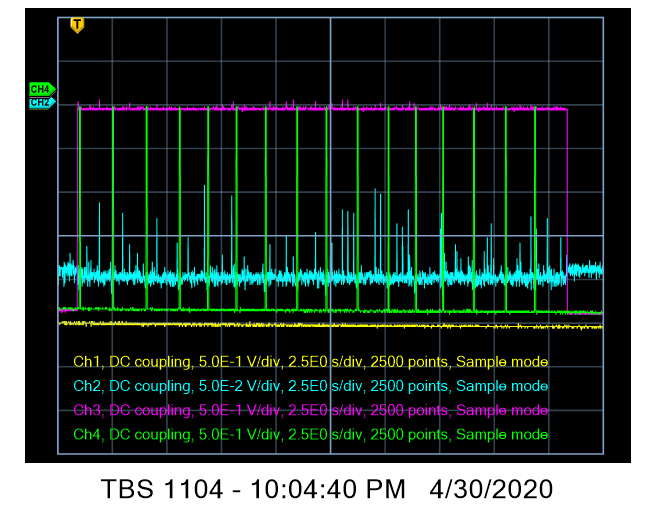 T
CH4
CH2
Ch1, DC coupling, 5.0E-1 V/div, 2.5E0 s/div, 2500 points, Sample mode
Ch2, DC coupling, 5.0E-2 V/div, 2.5E0 s/div, 2500 points, Sample mode
Ch3, DC coupling, 5.0E-1 V/div, 2.5E0 s/div, 2500 points, Sample mode
Ch4, DC coupling, 5.0E-1 V/div, 2.5E0 s/div, 2500 points, Sample mode
TBS 1104 - 10:04:40 PM 4/30/2020